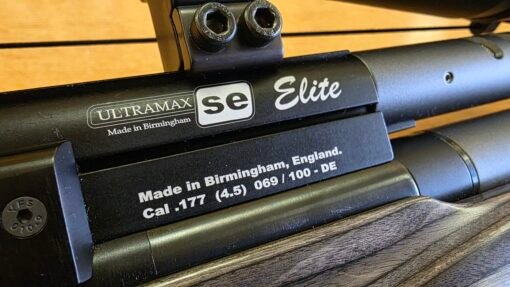 ULTRAMAX se Elite
Made in Birmingham
Made in Birmingham, England.
Cal .177 (4.5) 069 / 100 - DE